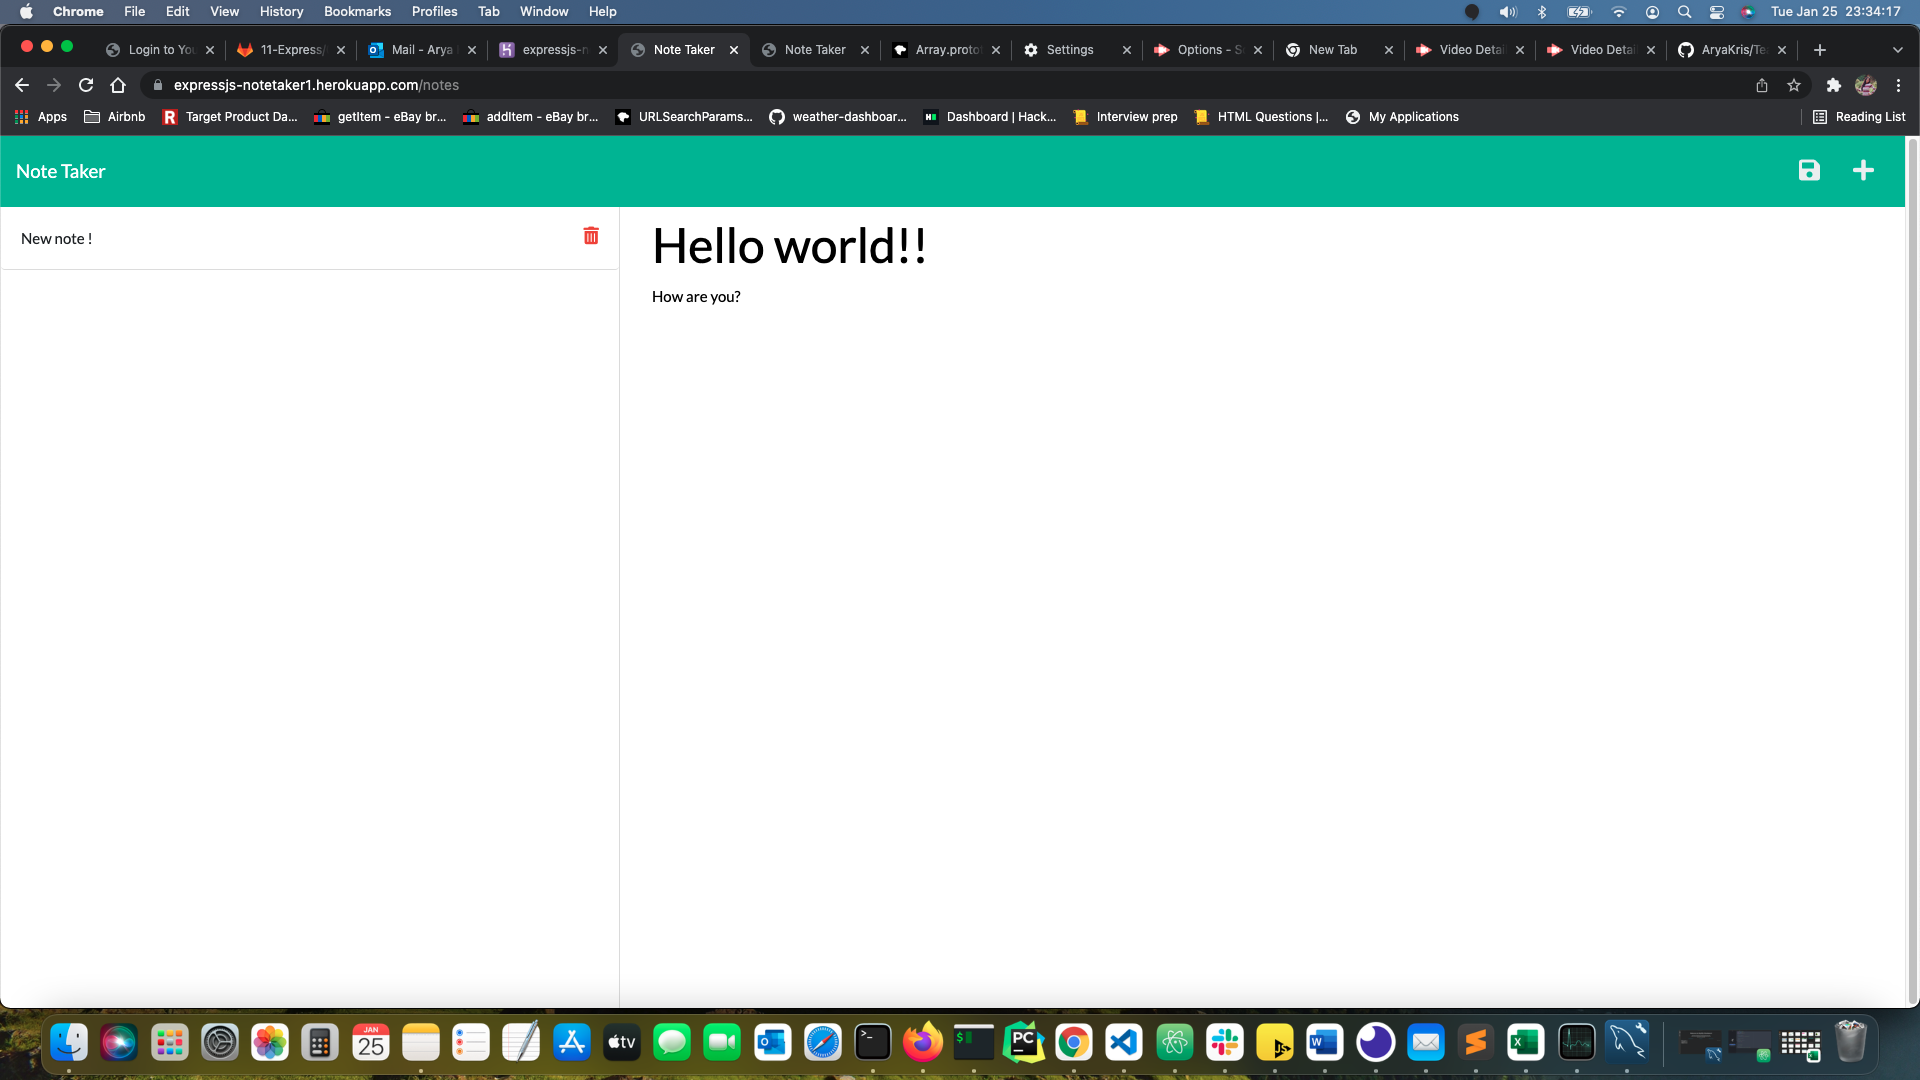 Chrome File Edit View History Bookmarks Profiles Tab Window Help Tue Jan 25 23:34:17
Login to You 11-Express/ Mail - Arya expressjs-n Note Taker Note Taker Array.proto Settings Options - S New Tab Video Detai Video Detai AryaKris/Te
expressjs-notetaker1.herokuapp.com/notes
Apps Airbnb Target Product Da... getItem - eBay br... addItem - eBay br... URLSearchParams... weather-dashboar... Dashboard | Hack... Interview prep HTML Questions |... My Applications Reading List
Note Taker
New note !
Hello world!!
How are you?
JAN
25
tv
PC